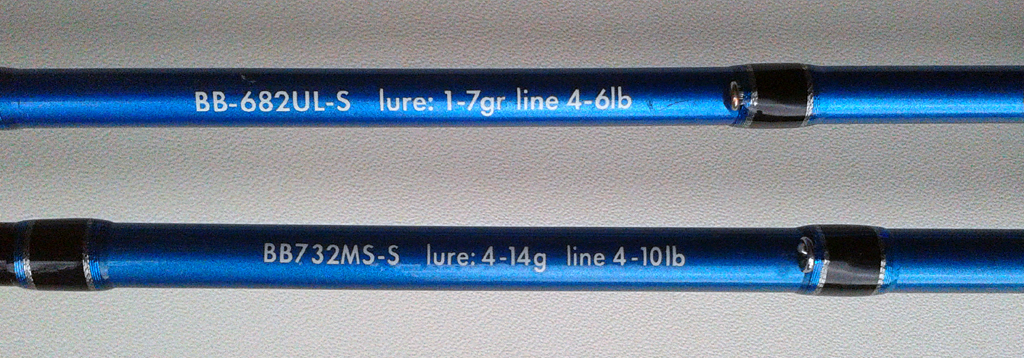 BB-682UL-S lure: 1-7gr line 4-6lb
BB732MS-S lure: 4-14g line 4-10lb